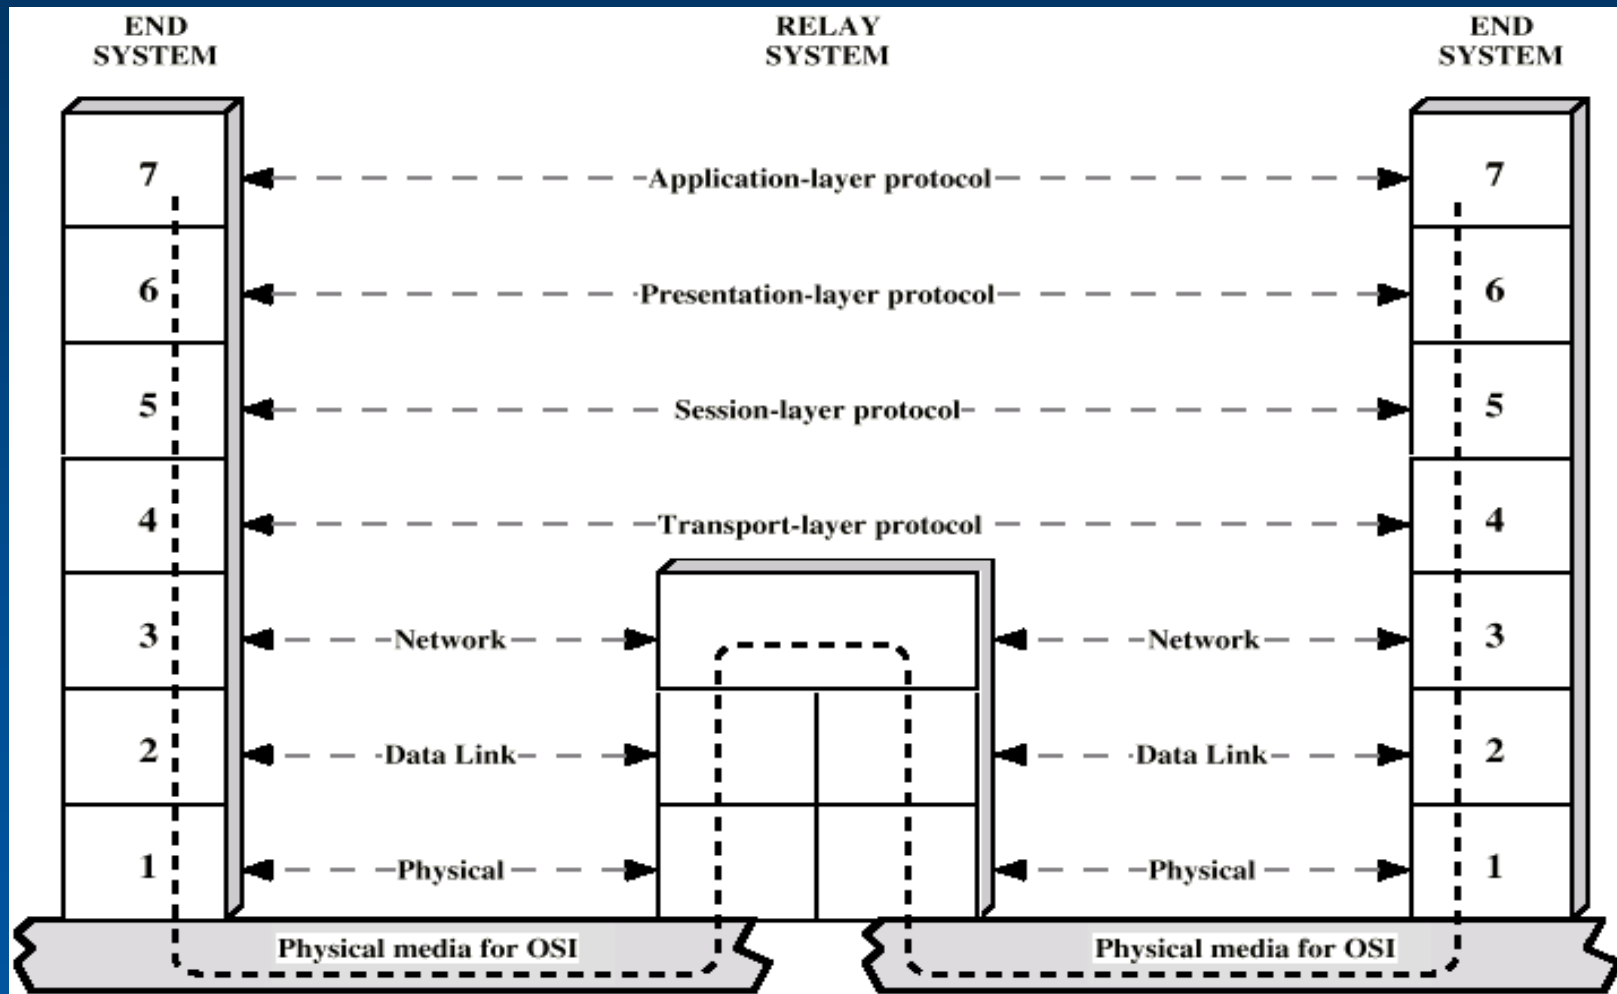 END
SYSTEM
RELAY
SYSTEM
END
SYSTEM
7
Application-layer protocol
7
6
Presentation-layer protocol
6
5
Session-layer protocol
5
4
Transport-layer protocol
4
3
Network
Network
3
2
Data Link
Data Link
2
1
Physical
Physical
1
Physical media for OSI
Physical media for OSI